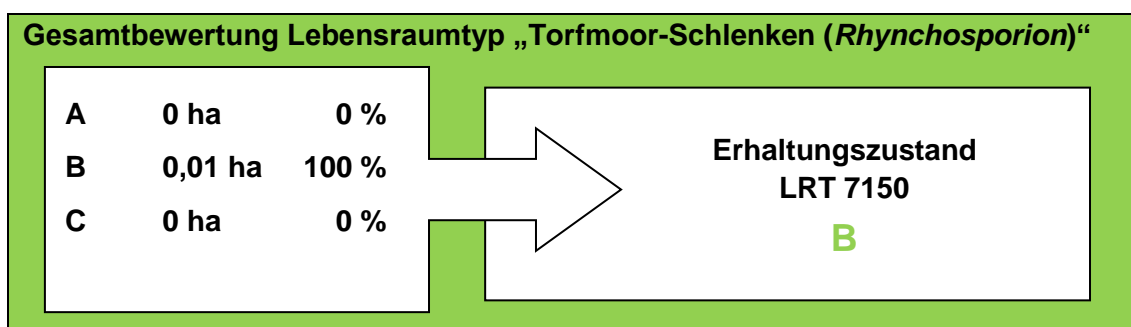 Gesamtbewertung Lebensraumtyp „Torfmoor-Schlenken (Rhynchosporion)“
A 0 ha 0 %
B 0,01 ha 100 %
C 0 ha 0 %
Erhaltungszustand
LRT 7150
B